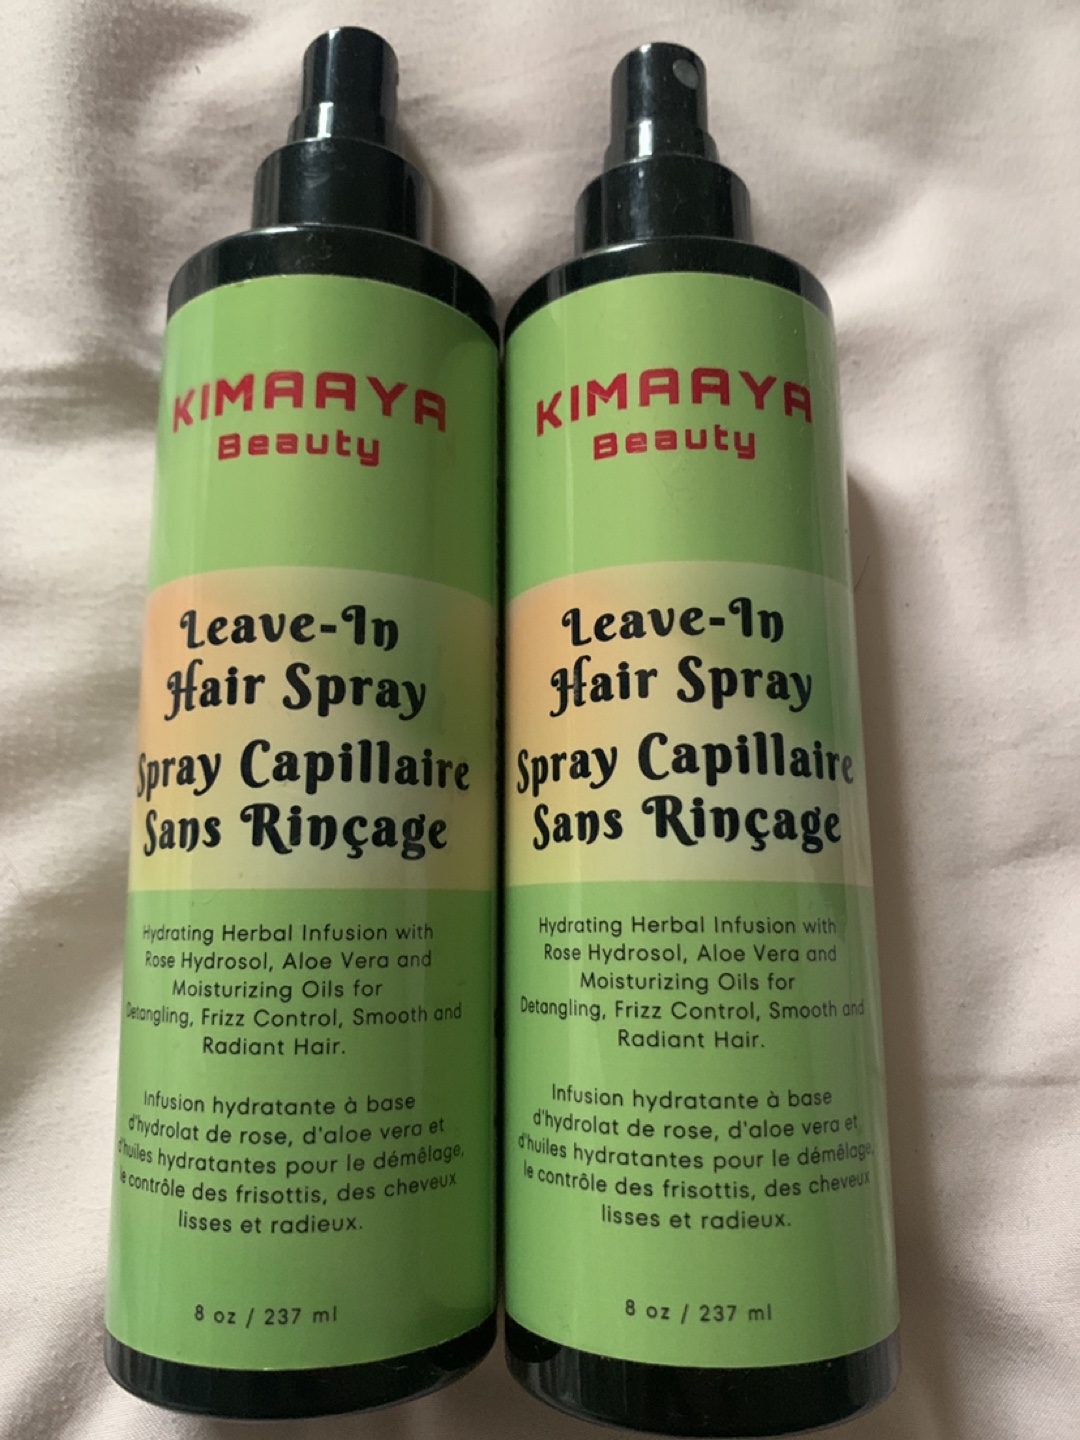 KIMAAYA
Beauty
Leave-In
Hair Spray
Spray Capillaire
Sans Rinçage
Hydrating Herbal Infusion with
Rose Hydrosol, Aloe Vera and
Moisturizing Oils for
Detangling, Frizz Control, Smooth and
Radiant Hair.
Infusion hydratante à base
d'hydrolat de rose, d'aloe vera et
d'huiles hydratantes pour le démêlage,
le contrôle des frisottis, des cheveux
lisses et radieux.
8 oz / 237 ml
KIMAAYA
Beauty
Leave-In
Hair Spray
Spray Capillaire
Sans Rinçage
Hydrating Herbal Infusion with
Rose Hydrosol, Aloe Vera and
Moisturizing Oils for
Detangling, Frizz Control, Smooth and
Radiant Hair.
Infusion hydratante à base
d'hydrolat de rose, d'aloe vera et
d'huiles hydratantes pour le démêlage,
le contrôle des frisottis, des cheveux
lisses et radieux.
8 oz / 237 ml